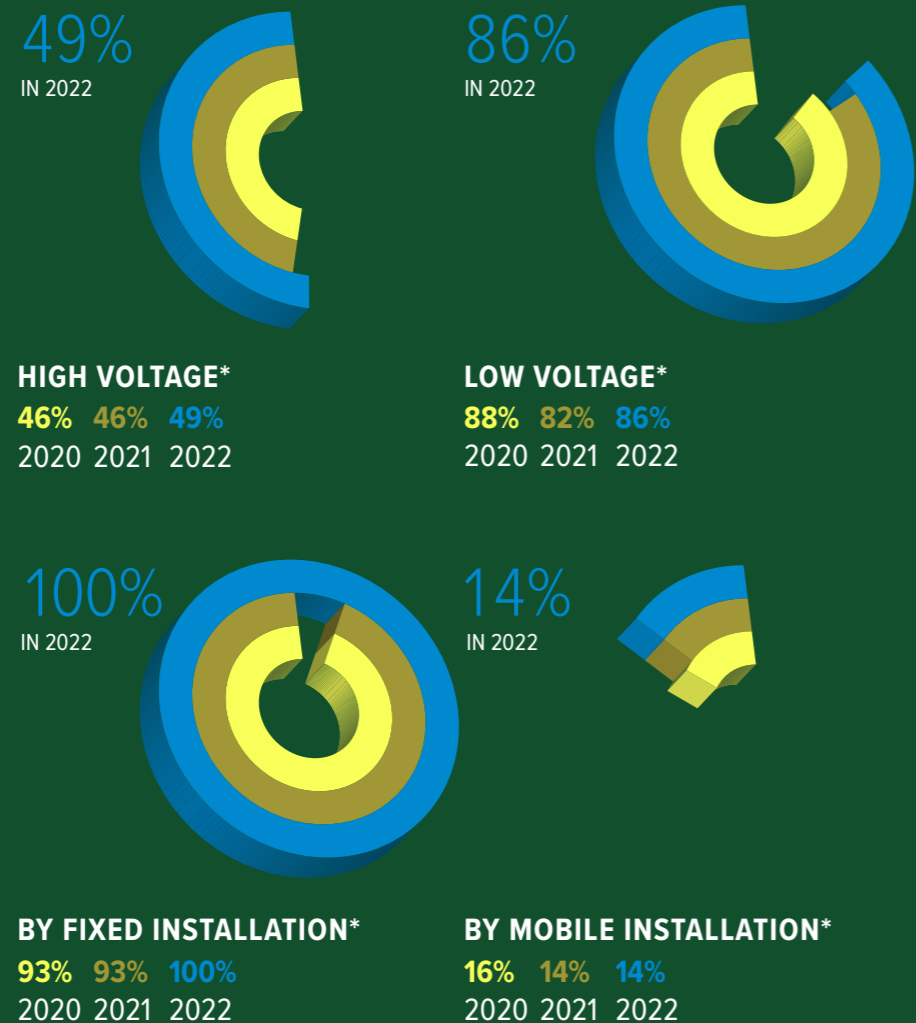 49%
IN 2022
HIGH VOLTAGE*
46% 46% 49%
2020 2021 2022
86%
IN 2022
LOW VOLTAGE*
88% 82% 86%
2020 2021 2022
100%
IN 2022
BY FIXED INSTALLATION*
93% 93% 100%
2020 2021 2022
14%
IN 2022
BY MOBILE INSTALLATION*
16% 14% 14%
2020 2021 2022